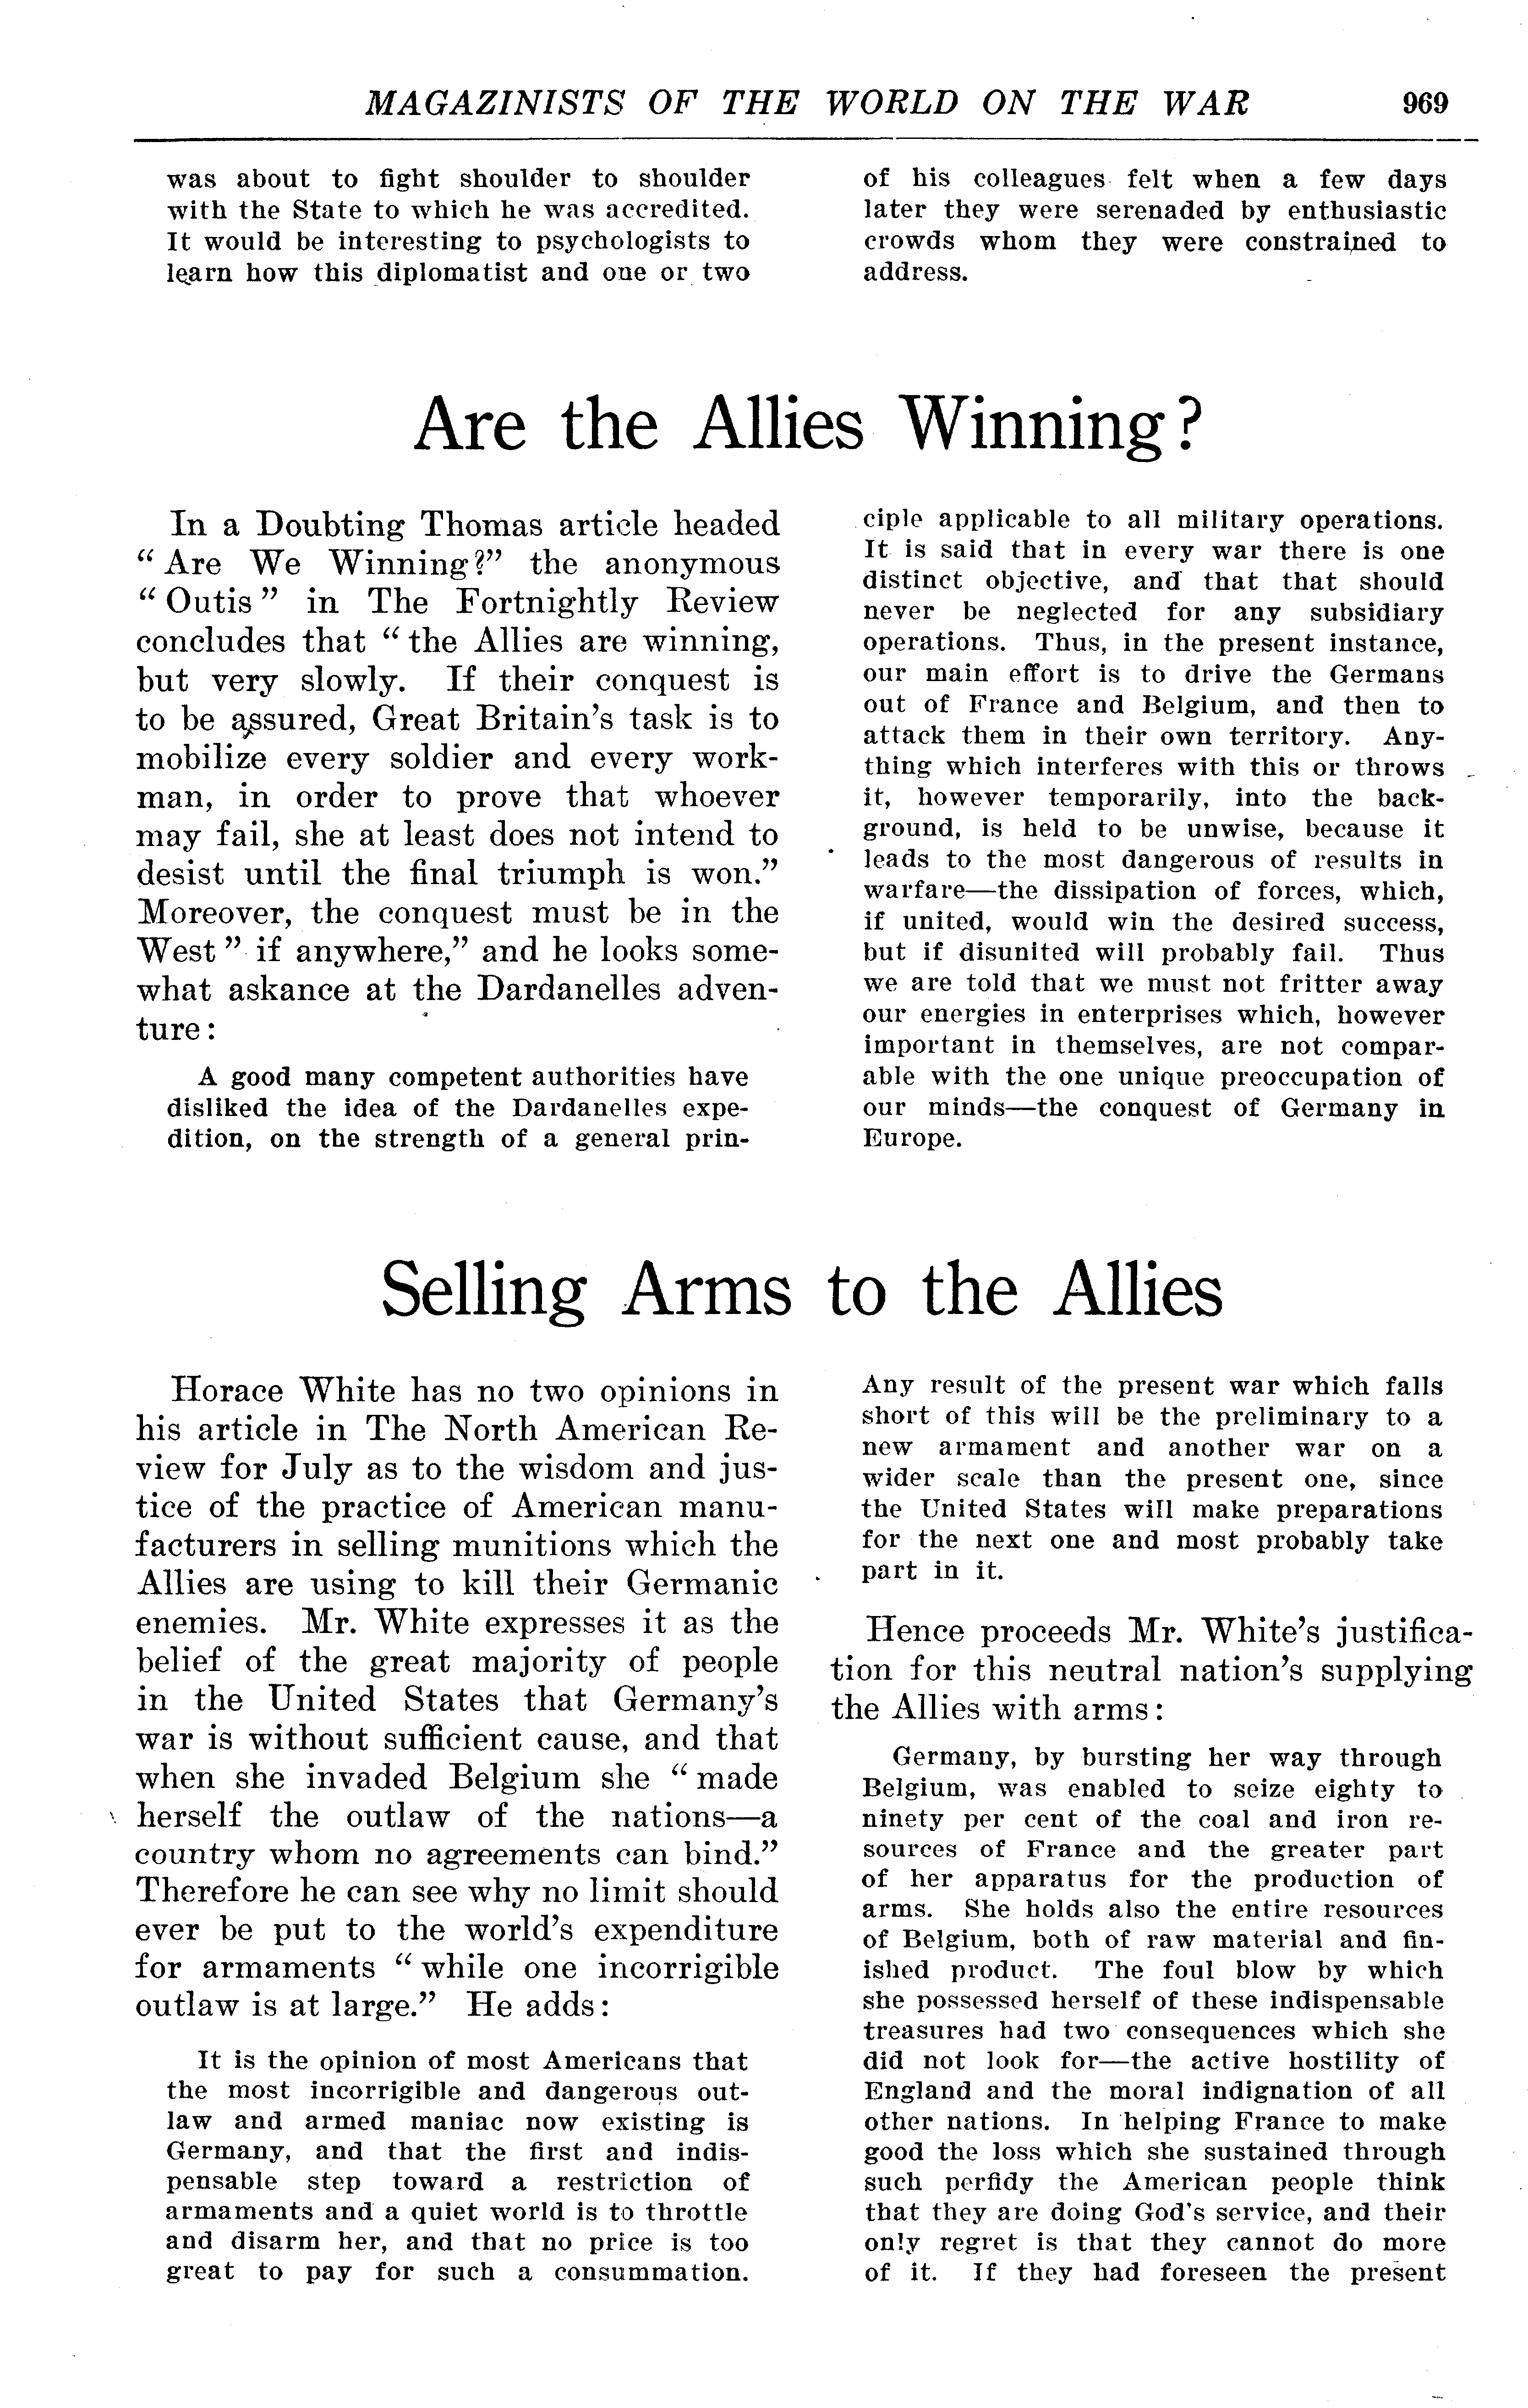 MAGAZINISTS OF THE WORLD ON THE WAR 969
was about to fight shoulder to shoulder
with the State to which he was accredited.
It would be interesting to psychologists to
learn how this diplomatist and one or two
of his colleagues felt when a few days
later they were serenaded by enthusiastic
crowds whom they were constrained to
address.
Are the Allies Winning?
In a Doubting Thomas article headed
“Are We Winning?” the anonymous
“Outis” in The Fortnightly Review
concludes that “the Allies are winning,
but very slowly. If their conquest is
to be assured, Great Britain's task is to
mobilize every soldier and every work-
man, in order to prove that whoever
may fail, she at least does not intend to
desist until the final triumph is won.”
Moreover, the conquest must be in the
West” if anywhere,” and he looks some-
what askance at the Dardanelles adven-
ture:
A good many competent authorities have
disliked the idea of the Dardanelles expe-
dition, on the strength of a general prin-
ciple applicable to all military operations.
It is said that in every war there is one
distinct objective, and that that should
never be neglected for any subsidiary
operations. Thus, in the present instance,
our main effort is to drive the Germans
out of France and Belgium, and then to
attack them in their own territory. Any-
thing which interferes with this or throws
it, however temporarily, into the back-
ground, is held to be unwise, because it
leads to the most dangerous of results in
warfare—the dissipation of forces, which,
if united, would win the desired success,
but if disunited will probably fail. Thus
we are told that we must not fritter away
our energies in enterprises which, however
important in themselves, are not compar-
able with the one unique preoccupation of
our minds—the conquest of Germany in
Europe.
Selling Arms to the Allies
Horace White has no two opinions in
his article in The North American Re-
view for July as to the wisdom and jus-
tice of the practice of American manu-
facturers in selling munitions which the
Allies are using to kill their Germanic
enemies. Mr. White expresses it as the
belief of the great majority of people
in the United States that Germany's
war is without sufficient cause, and that
when she invaded Belgium she “made
herself the outlaw of the nations—a
country whom no agreements can bind.”
Therefore he can see why no limit should
ever be put to the world's expenditure
for armaments “while one incorrigible
outlaw is at large.” He adds:
It is the opinion of most Americans that
the most incorrigible and dangerous out-
law and armed maniac now existing is
Germany, and that the first and indis-
pensable step toward a restriction of
armaments and a quiet world is to throttle
and disarm her, and that no price is too
great to pay for such a consummation.
Any result of the present war which falls
short of this will be the preliminary to a
new armament and another war on a
wider scale than the present one, since
the United States will make preparations
for the next one and most probably take
part in it.
Hence proceeds Mr. White's justifica-
tion for this neutral nation's supplying
the Allies with arms:
Germany, by bursting her way through
Belgium, was enabled to seize eighty to
ninety per cent of the coal and iron re-
sources of France and the greater part
of her apparatus for the production of
arms. She holds also the entire resources
of Belgium, both of raw material and fin-
ished product. The foul blow by which
she possessed herself of these indispensable
treasures had two consequences which she
did not look for—the active hostility of
England and the moral indignation of all
other nations. In helping France to make
good the loss which she sustained through
such perfidy the American people think
that they are doing God's service, and their
only regret is that they cannot do more
of it. If they had foreseen the present